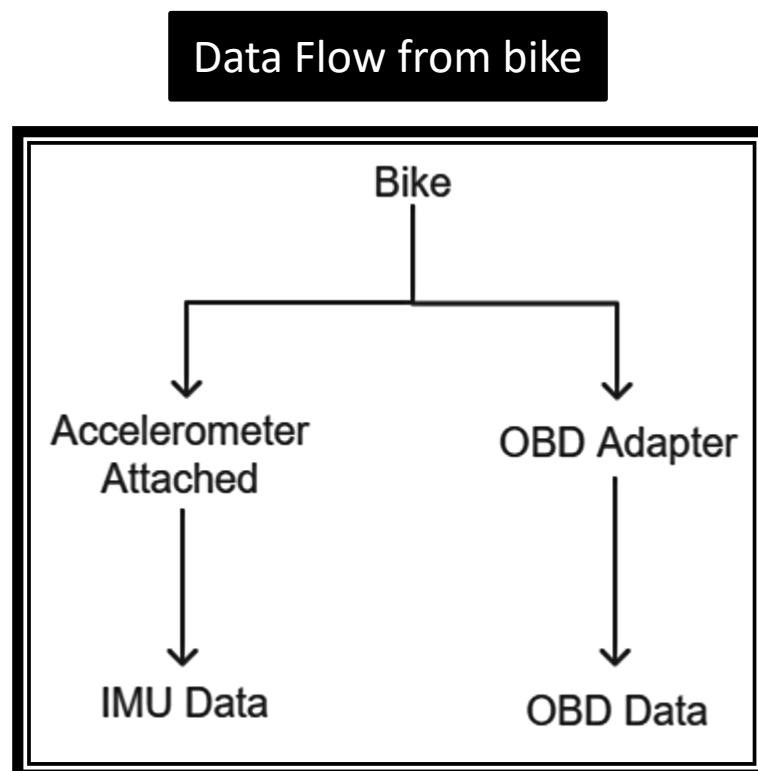 Data Flow from bike
Bike
Accelerometer
Attached
OBD Adapter
IMU Data
OBD Data